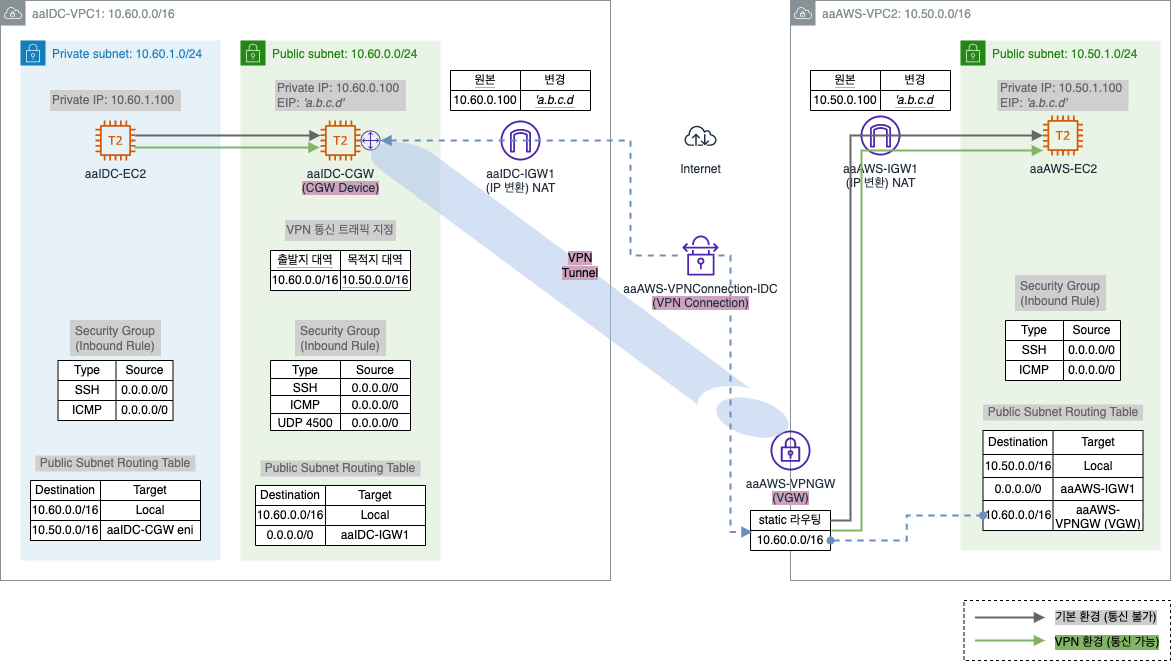 aaIDC-VPC1: 10.60.0.0/16
Private subnet: 10.60.1.0/24
Private IP: 10.60.1.100
T2
aaIDC-EC2
Security Group
(Inbound Rule)
Type Source
SSH 0.0.0.0/0
ICMP 0.0.0.0/0
Public Subnet Routing Table
Destination Target
10.60.0.0/16 Local
10.50.0.0/16 aaIDC-CGW eni
Public subnet: 10.60.0.0/24
Private IP: 10.60.0.100
EIP: 'a.b.c.d'
T2
aaIDC-CGW
(CGW Device)
VPN 통신 트래픽 지정
출발지 대역 목적지 대역
10.60.0.0/16 10.50.0.0/16
Security Group
(Inbound Rule)
Type Source
SSH 0.0.0.0/0
ICMP 0.0.0.0/0
UDP 4500 0.0.0.0/0
Public Subnet Routing Table
Destination Target
10.60.0.0/16 Local
0.0.0.0/0 aaIDC-IGW1
원본 변경
10.60.0.100 'a.b.c.d
aaIDC-IGW1
(IP 변환) NAT
VPN
Tunnel
Internet
aaAWS-VPNConnection-IDC
(VPN Connection)
aaAWS-VPNGW
(VGW)
static 라우팅
10.60.0.0/16
aaAWS-VPC2: 10.50.0.0/16
원본 변경
10.50.0.100 'a.b.c.d
aaAWS-IGW1
(IP 변환) NAT
Public subnet: 10.50.1.0/24
Private IP: 10.50.1.100
EIP: 'a.b.c.d'
T2
aaAWS-EC2
Security Group
(Inbound Rule)
Type Source
SSH 0.0.0.0/0
ICMP 0.0.0.0/0
Public Subnet Routing Table
Destination Target
10.50.0.0/16 Local
0.0.0.0/0 aaAWS-IGW1
10.60.0.0/16 aaAWS-
VPNGW (VGW)
기본 환경 (통신 불가)
VPN 환경 (통신 가능)